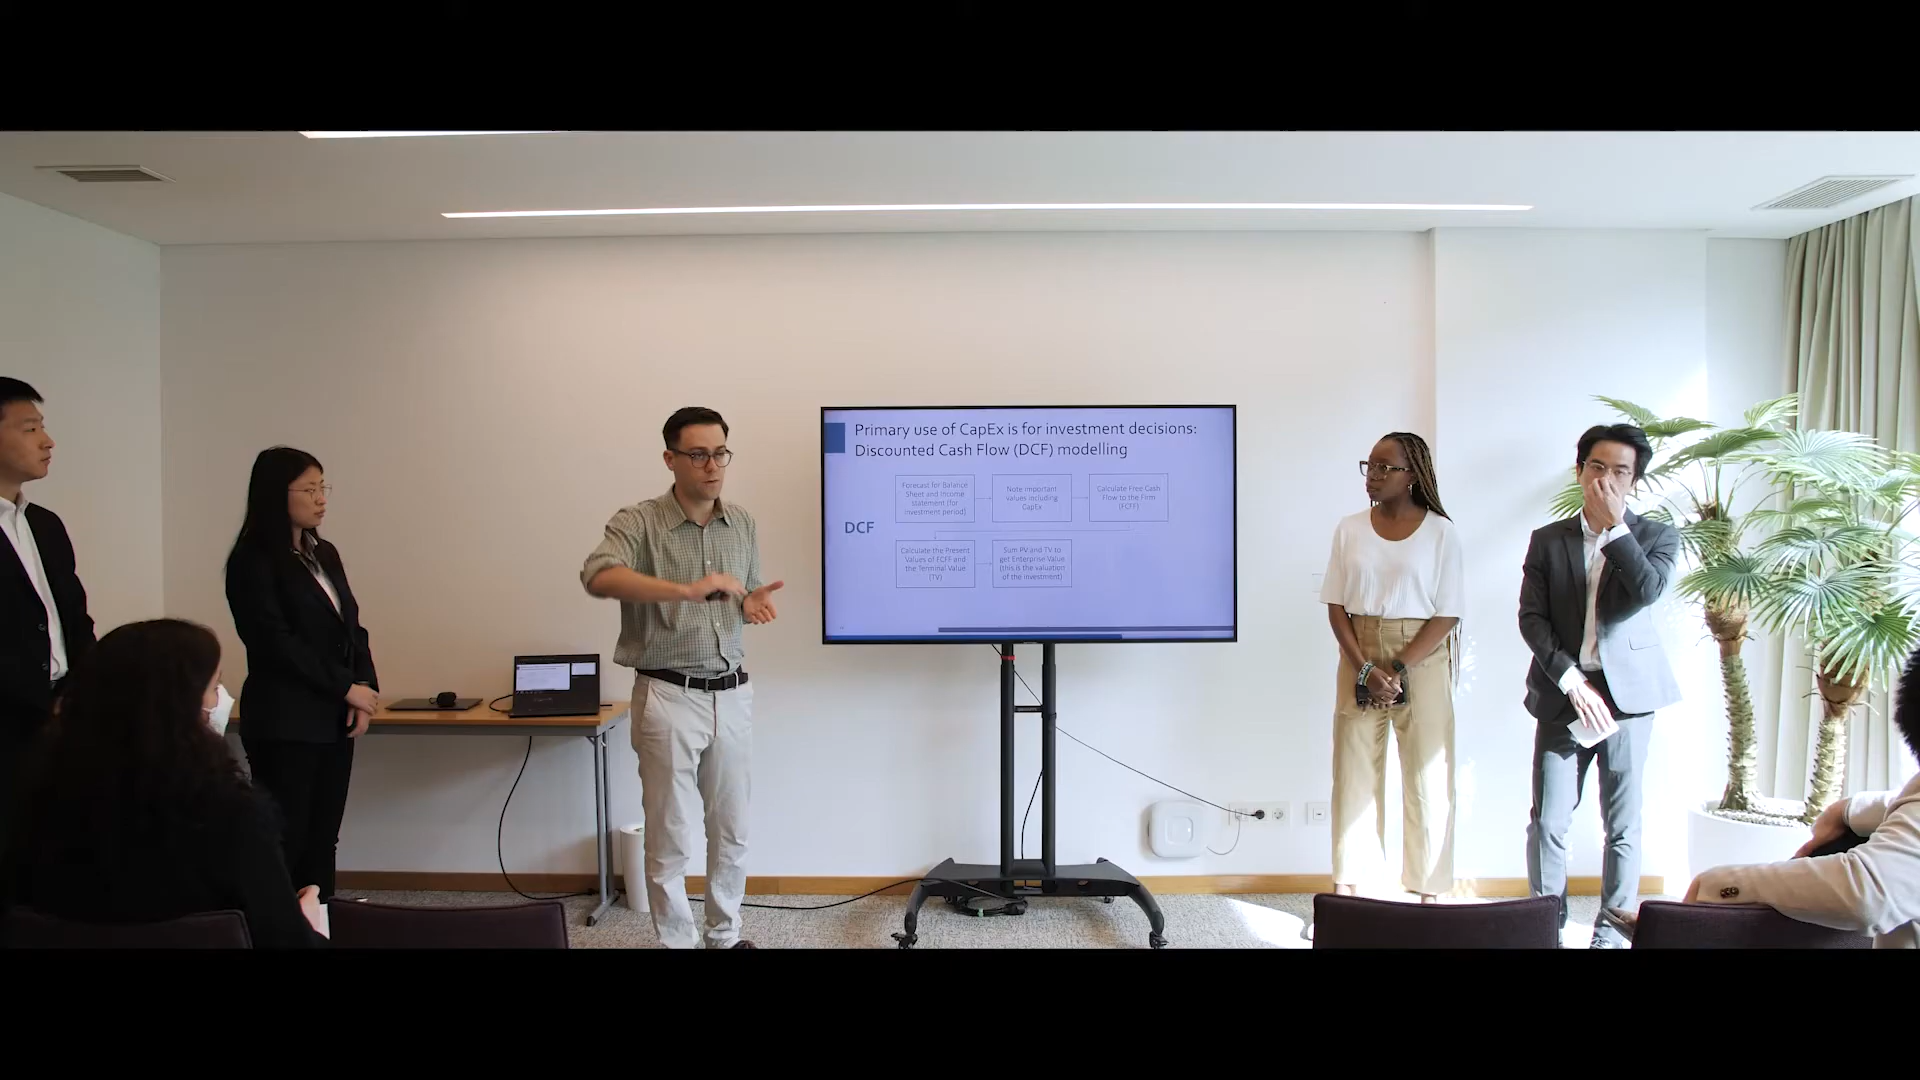 Primary use of CapEx is for investment decisions:
Discounted Cash Flow (DCF) modelling
DCF
Forecast for Balance
Sheet and Income
statement (for
investment period)
Note important
values including
CapEx
Calculate Free Cash
Flow to the Firm
(FCFF)
Calculate the Present
Values of FCFF and
the Terminal Value
(TV)
Sum PV and TV to
get Enterprise Value
(this is the valuation
of the investment)